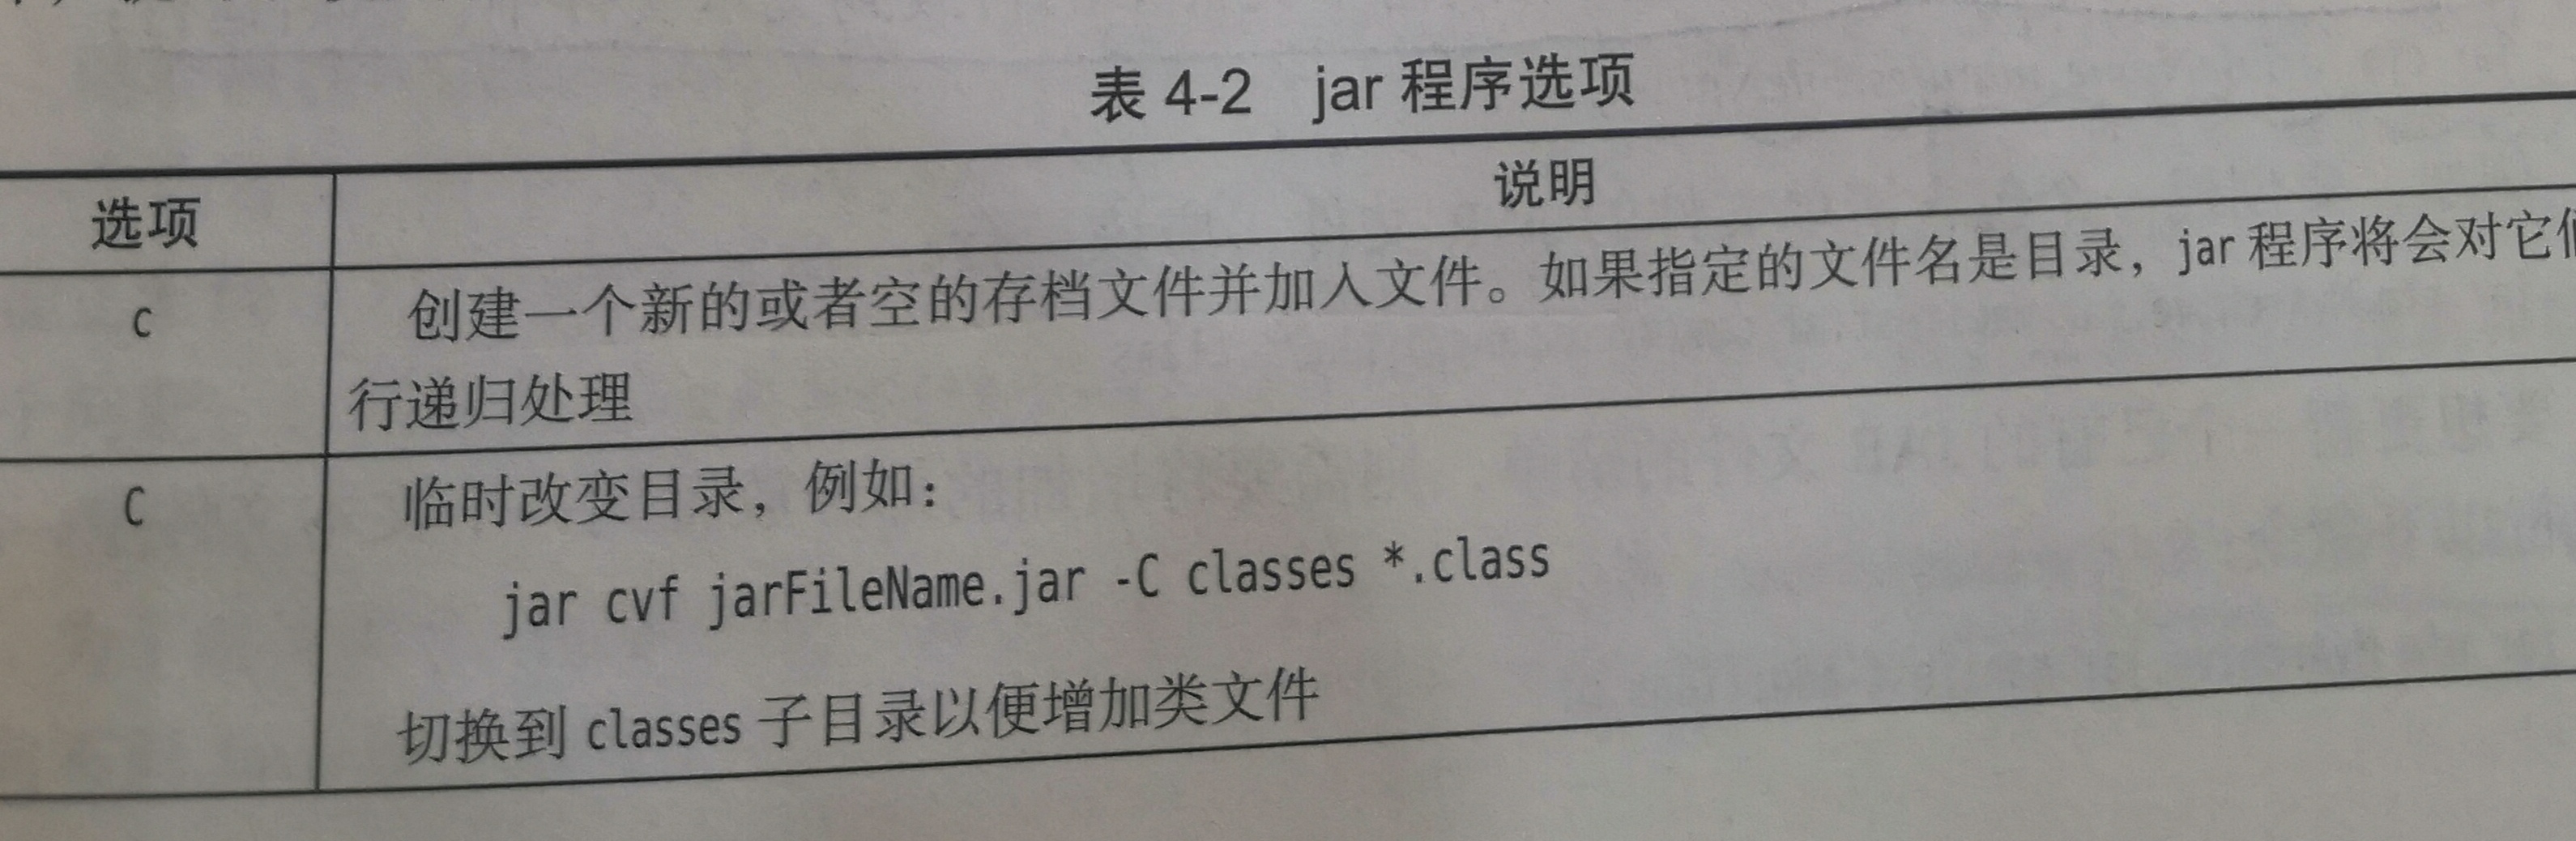 表 4-2 jar 程序选项
选项 说明
c 创建一个新的或者空的存档文件并加入文件。如果指定的文件名是目录，jar 程序将会对它
行递归处理
C 临时改变目录，例如：
jar cvf jarFileName.jar -C classes *.class
切换到 classes 子目录以便增加类文件